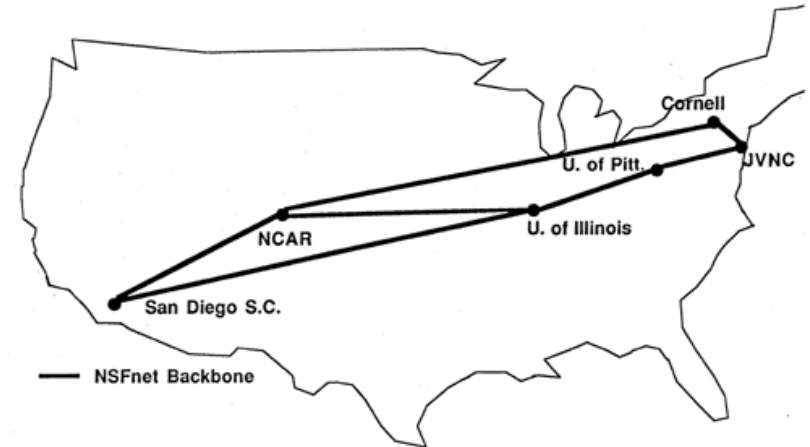 Cornell
JVNC
U. of Pitt.
U. of Illinois
NCAR
San Diego S.C.
NSFnet Backbone